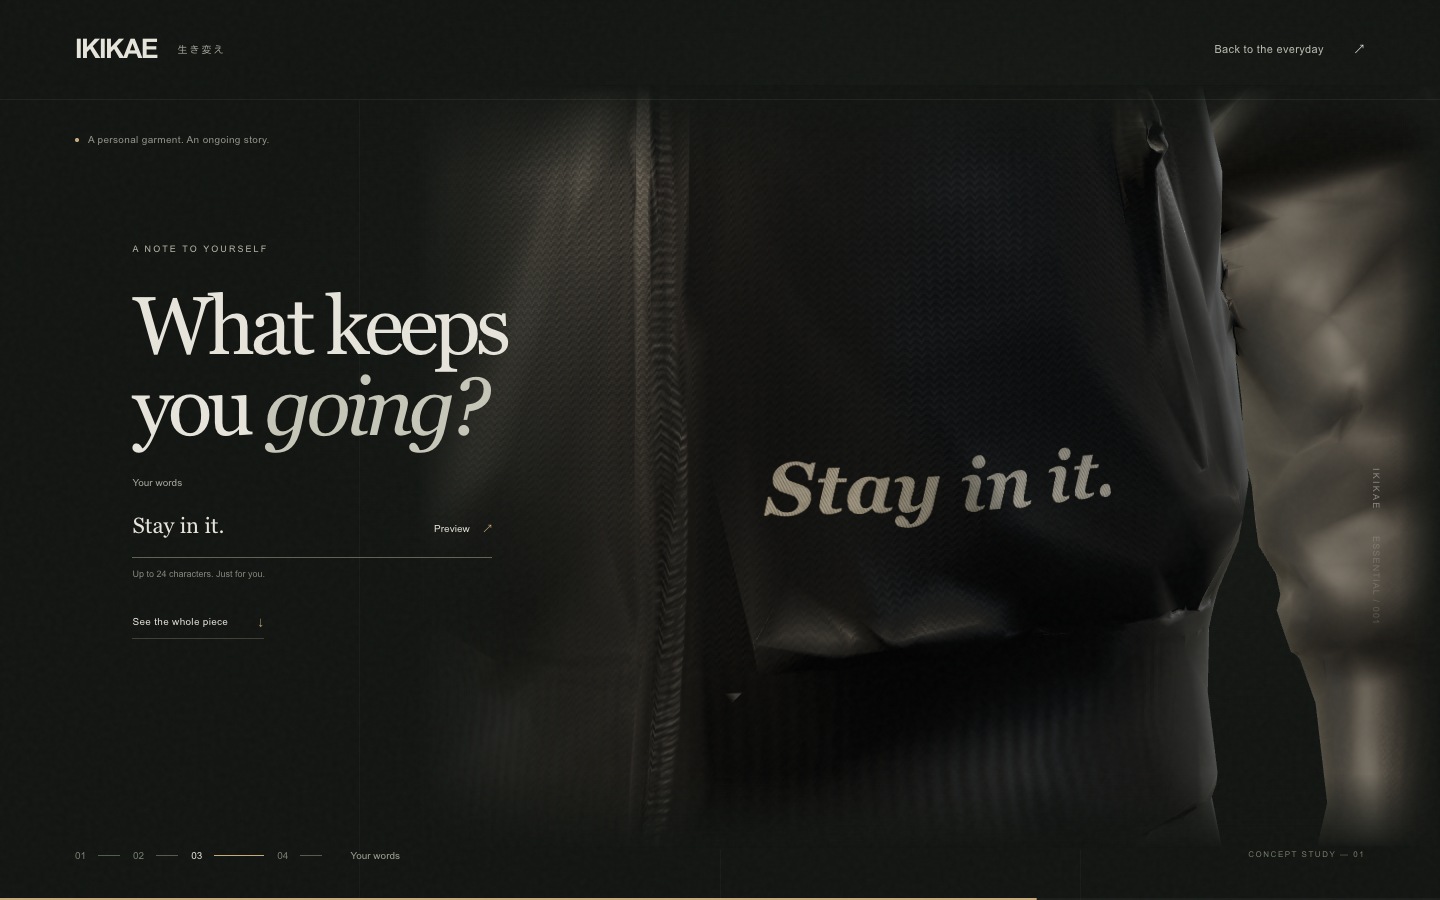 IKIKAE 生き変え
Back to the everyday ↗
A personal garment. An ongoing story.
A NOTE TO YOURSELF
What keeps
you going?
Your words
Stay in it.
Preview ↗
Up to 24 characters. Just for you.
See the whole piece ↓
Stay in it.
IKIKAE ESSENTIAL / 001
01 02 03 04 Your words
CONCEPT STUDY — 01